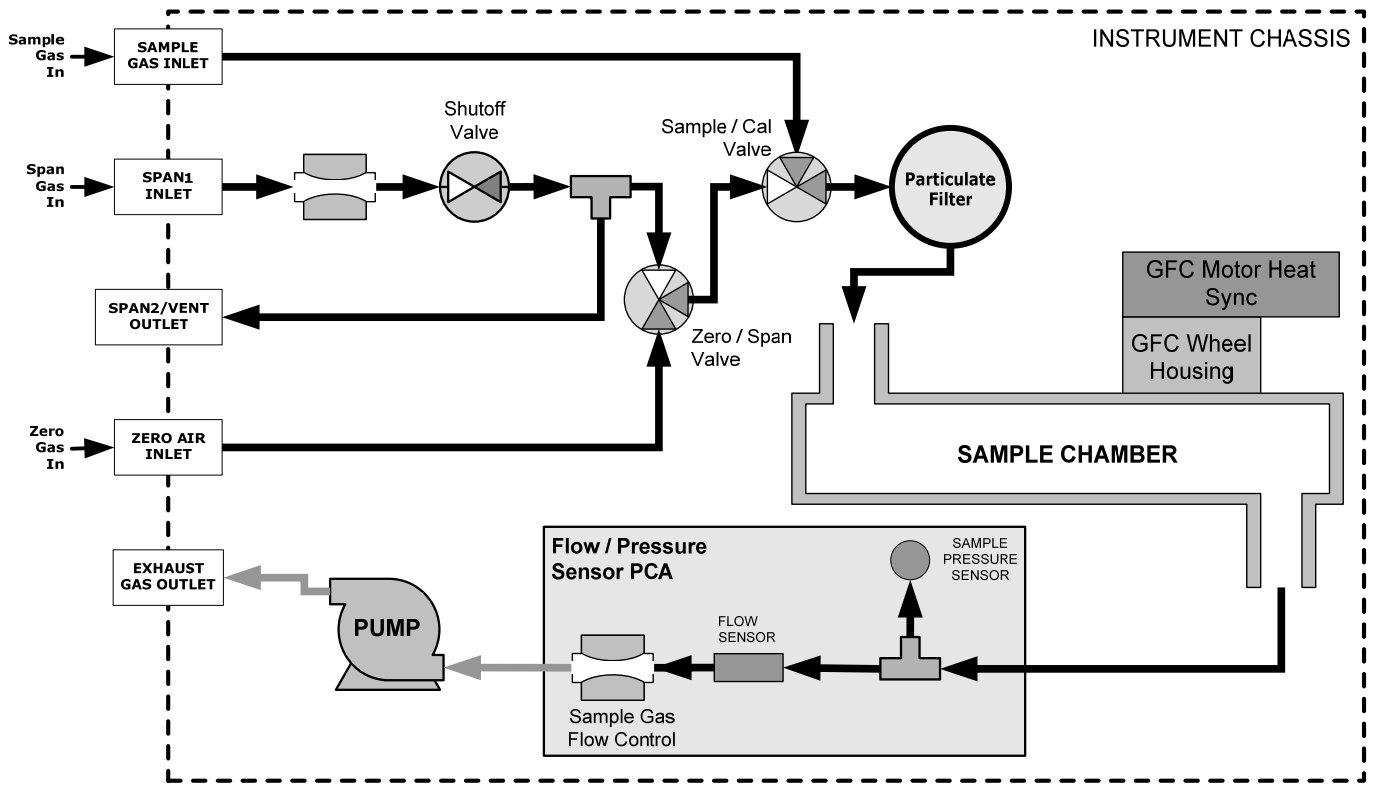 INSTRUMENT CHASSIS
Sample
Gas
In
SAMPLE
GAS INLET
Shutoff
Valve
Sample / Cal
Valve
Span
Gas
In
SPAN1
INLET
Particulate
Filter
GFC Motor Heat
Sync
SPAN2/VENT
OUTLET
Zero / Span
Valve
GFC Wheel
Housing
Zero
Gas
In
ZERO AIR
INLET
SAMPLE CHAMBER
Flow / Pressure
Sensor PCA
SAMPLE
PRESSURE
SENSOR
EXHAUST
GAS OUTLET
PUMP
FLOW
SENSOR
Sample Gas
Flow Control